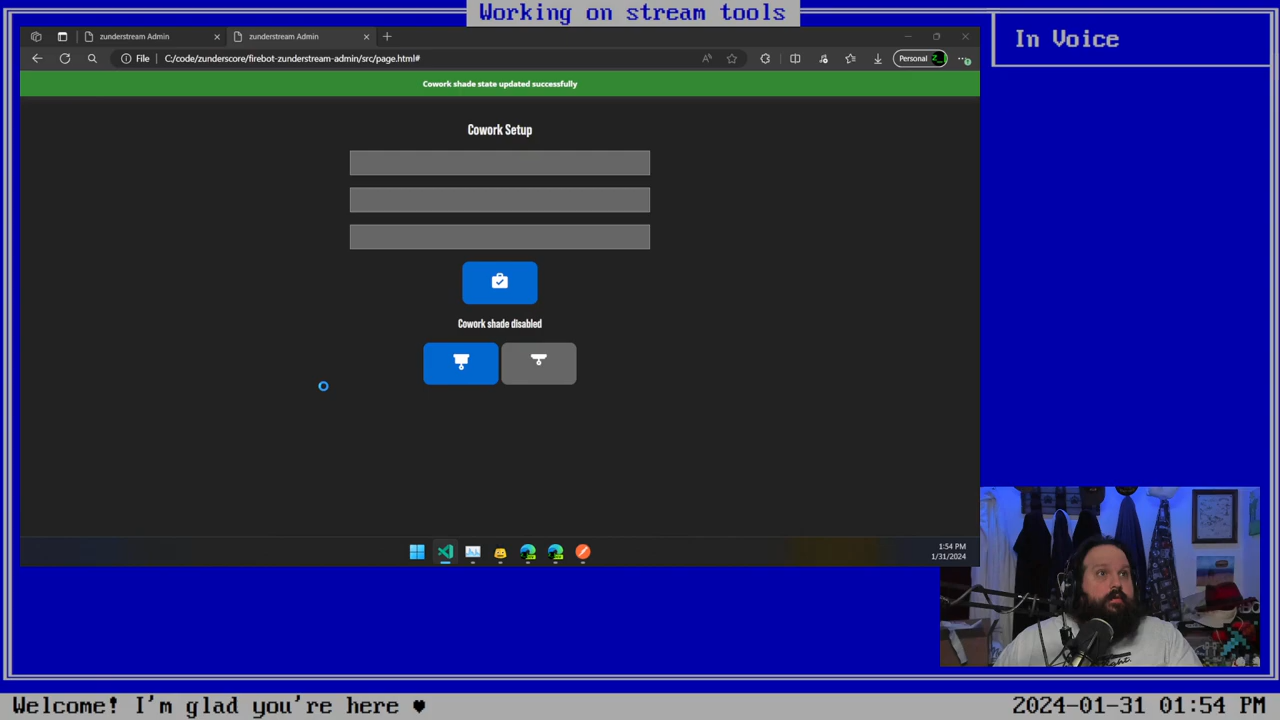 Working on stream tools
In Voice
zunderstream Admin
zunderstream Admin
File
C:/code/zunderscore/firebot-zunderstream-admin/src/page.html#
Personal
Cowork shade state updated successfully
Cowork Setup
Cowork shade disabled
1:54 PM
1/31/2024
Welcome! I'm glad you're here ♥
2024-01-31 01:54 PM